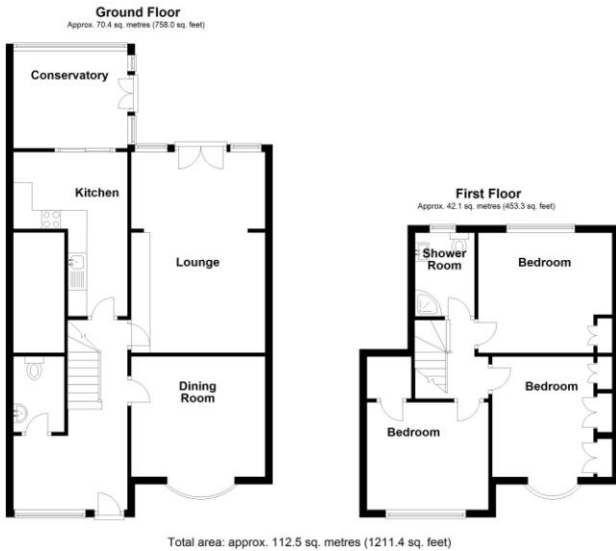 Ground Floor
Approx. 70.4 sq. metres (758.0 sq. feet)
Conservatory
Kitchen
Lounge
Dining
Room
First Floor
Approx. 42.1 sq. metres (453.3 sq. feet)
Shower
Room
Bedroom
Bedroom
Bedroom
Total area: approx. 112.5 sq. metres (1211.4 sq. feet)